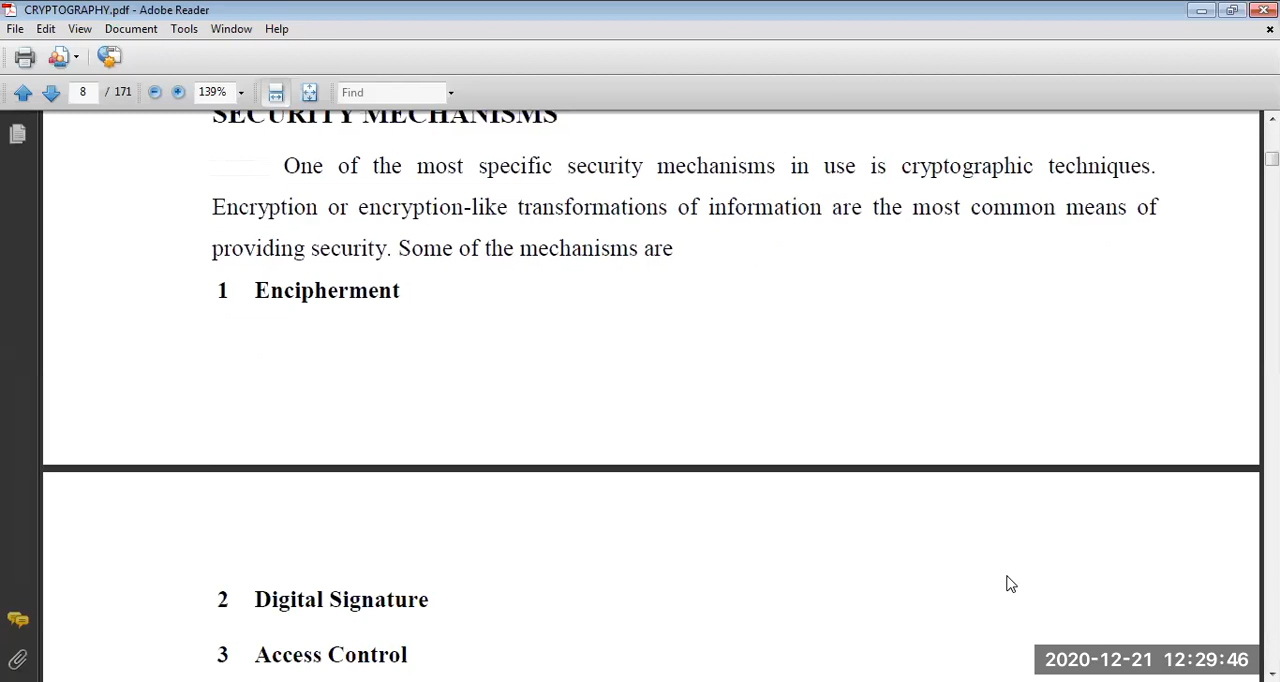 CRYPTOGRAPHY.pdf - Adobe Reader
File Edit View Document Tools Window Help
8 / 171 139% Find
SECURITY MECHANISMS
One of the most specific security mechanisms in use is cryptographic techniques.
Encryption or encryption-like transformations of information are the most common means of
providing security. Some of the mechanisms are
1 Encipherment
2 Digital Signature
3 Access Control
2020-12-21 12:29:46